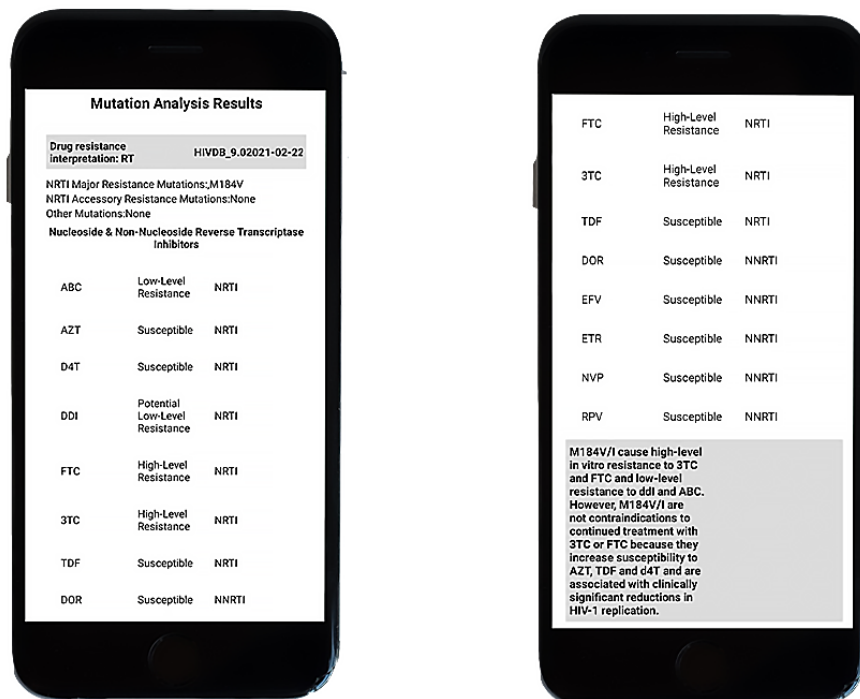 Mutation Analysis Results
Drug resistance
interpretation: RT
HIVDB_9.02021-02-22
NRTI Major Resistance Mutations:,M184V
NRTI Accessory Resistance Mutations:None
Other Mutations:None
Nucleoside & Non-Nucleoside Reverse Transcriptase
Inhibitors
ABC Low-Level Resistance NRTI
AZT Susceptible NRTI
D4T Susceptible NRTI
DDI Potential Low-Level Resistance NRTI
FTC High-Level Resistance NRTI
3TC High-Level Resistance NRTI
TDF Susceptible NRTI
DOR Susceptible NNRTI
FTC High-Level Resistance NRTI
3TC High-Level Resistance NRTI
TDF Susceptible NRTI
DOR Susceptible NNRTI
EFV Susceptible NNRTI
ETR Susceptible NNRTI
NVP Susceptible NNRTI
RPV Susceptible NNRTI
M184V/I cause high-level
in vitro resistance to 3TC
and FTC and low-level
resistance to ddI and ABC.
However, M184V/I are
not contraindications to
continued treatment with
3TC or FTC because they
increase susceptibility to
AZT, TDF and d4T and are
associated with clinically
significant reductions in
HIV-1 replication.